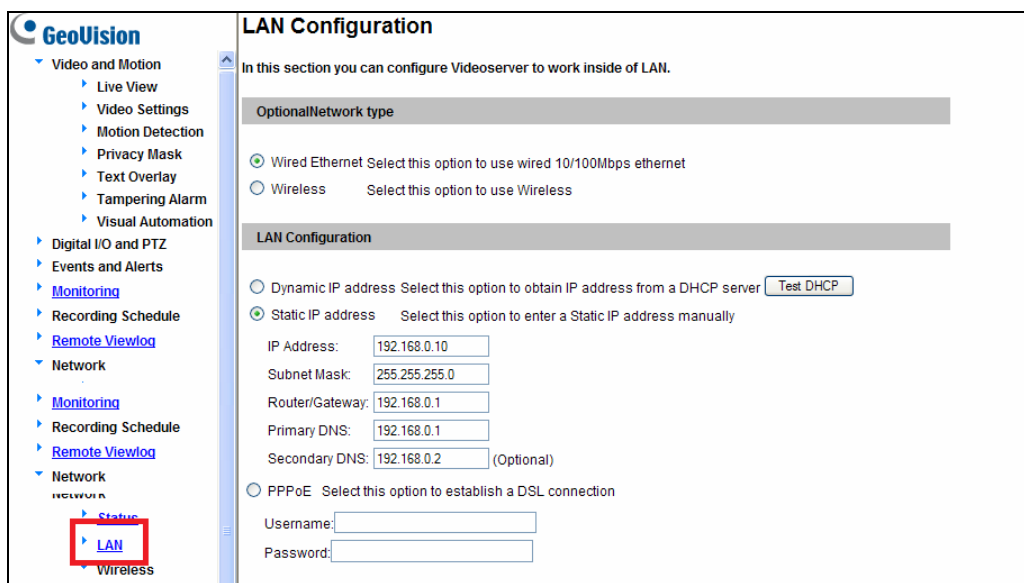 GeoVision
Video and Motion
Live View
Video Settings
Motion Detection
Privacy Mask
Text Overlay
Tampering Alarm
Visual Automation
Digital I/O and PTZ
Events and Alerts
Monitoring
Recording Schedule
Remote Viewlog
Network
Monitoring
Recording Schedule
Remote Viewlog
Network
Network
Status
LAN
Wireless
LAN Configuration
In this section you can configure Videoserver to work inside of LAN.
OptionalNetwork type
Wired Ethernet Select this option to use wired 10/100Mbps ethernet
Wireless Select this option to use Wireless
LAN Configuration
Dynamic IP address Select this option to obtain IP address from a DHCP server Test DHCP
Static IP address Select this option to enter a Static IP address manually
IP Address: 192.168.0.10
Subnet Mask: 255.255.255.0
Router/Gateway: 192.168.0.1
Primary DNS: 192.168.0.1
Secondary DNS: 192.168.0.2 (Optional)
PPPoE Select this option to establish a DSL connection
Username:
Password: